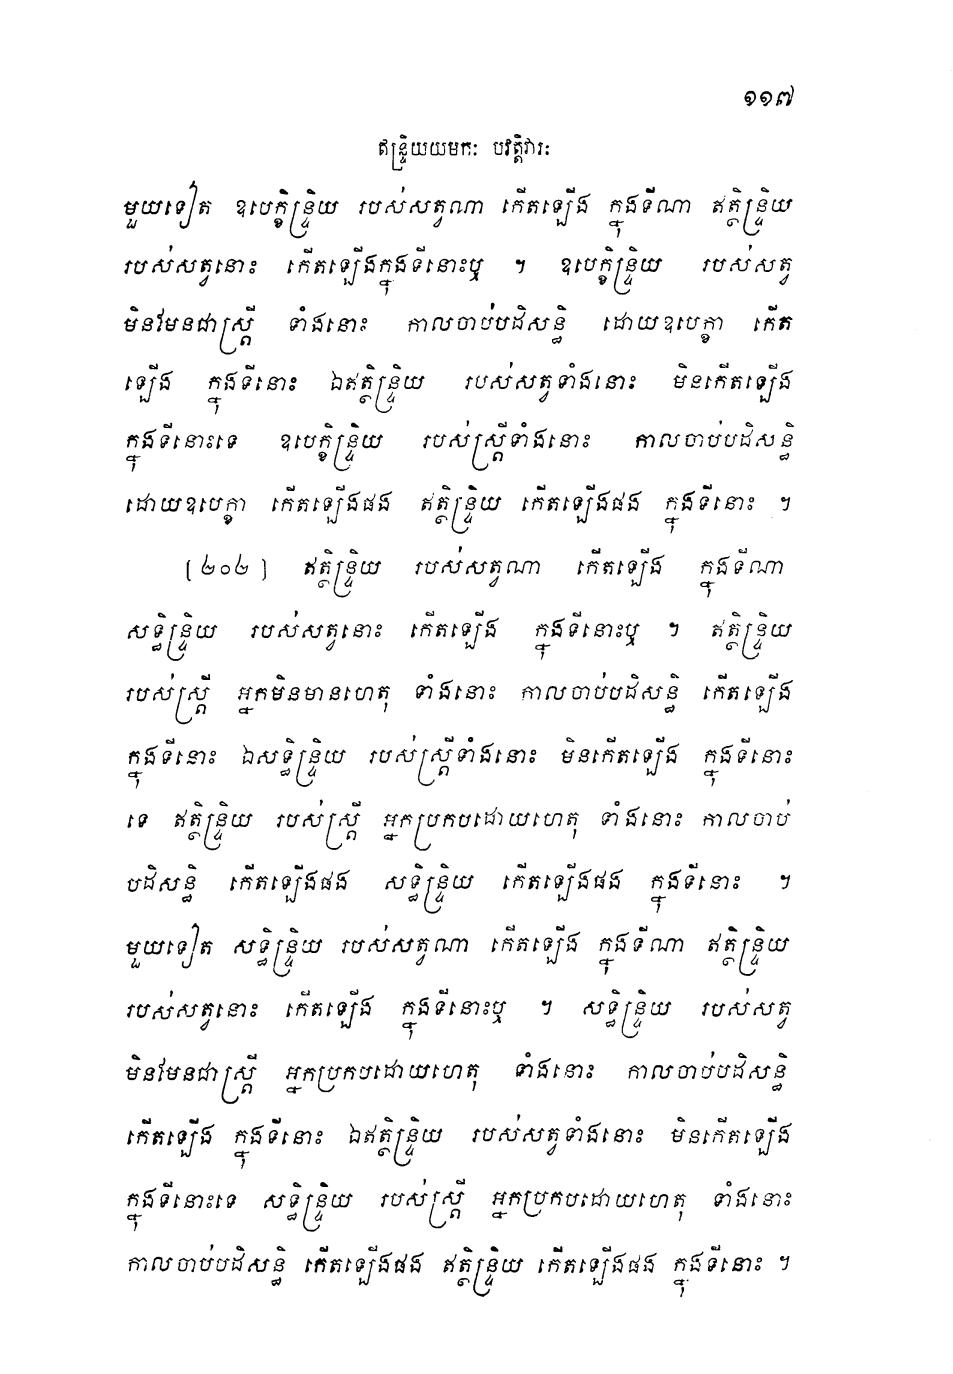 ១១៧
ឥន្ទ្រិយយមកៈ បវត្តិវារៈ
មួយទៀត ឧបេក្ខិន្ទ្រិយ របស់សត្វណា កើតឡើង ក្នុងទីណា ឥត្ថិន្ទ្រិយ
របស់សត្វនោះ កើតឡើងក្នុងទីនោះឬ ។ ឧបេក្ខិន្ទ្រិយ របស់សត្វ
មិនមែនជាស្ត្រី ទាំងនោះ កាលចាប់បដិសន្ធិ ដោយឧបេក្ខា កើត
ឡើង ក្នុងទីនោះ ឯឥត្ថិន្ទ្រិយ របស់សត្វទាំងនោះ មិនកើតឡើង
ក្នុងទីនោះទេ ឧបេក្ខិន្ទ្រិយ របស់ស្ត្រីទាំងនោះ កាលចាប់បដិសន្ធិ
ដោយឧបេក្ខា កើតឡើងផង ឥត្ថិន្ទ្រិយ កើតឡើងផង ក្នុងទីនោះ ។
[២០២] ឥត្ថិន្ទ្រិយ របស់សត្វណា កើតឡើង ក្នុងទីណា
សទ្ធិន្ទ្រិយ របស់សត្វនោះ កើតឡើង ក្នុងទីនោះឬ ។ ឥត្ថិន្ទ្រិយ
របស់ស្ត្រី អ្នកមិនមានហេតុ ទាំងនោះ កាលចាប់បដិសន្ធិ កើតឡើង
ក្នុងទីនោះ ឯសទ្ធិន្ទ្រិយ របស់ស្ត្រីទាំងនោះ មិនកើតឡើង ក្នុងទីនោះ
ទេ ឥត្ថិន្ទ្រិយ របស់ស្ត្រី អ្នកប្រកបដោយហេតុ ទាំងនោះ កាលចាប់
បដិសន្ធិ កើតឡើងផង សទ្ធិន្ទ្រិយ កើតឡើងផង ក្នុងទីនោះ ។
មួយទៀត សទ្ធិន្ទ្រិយ របស់សត្វណា កើតឡើង ក្នុងទីណា ឥត្ថិន្ទ្រិយ
របស់សត្វនោះ កើតឡើង ក្នុងទីនោះឬ ។ សទ្ធិន្ទ្រិយ របស់សត្វ
មិនមែនជាស្ត្រី អ្នកប្រកបដោយហេតុ ទាំងនោះ កាលចាប់បដិសន្ធិ
កើតឡើង ក្នុងទីនោះ ឯឥត្ថិន្ទ្រិយ របស់សត្វទាំងនោះ មិនកើតឡើង
ក្នុងទីនោះទេ សទ្ធិន្ទ្រិយ របស់ស្ត្រី អ្នកប្រកបដោយហេតុ ទាំងនោះ
កាលចាប់បដិសន្ធិ កើតឡើងផង ឥត្ថិន្ទ្រិយ កើតឡើងផង ក្នុងទីនោះ ។